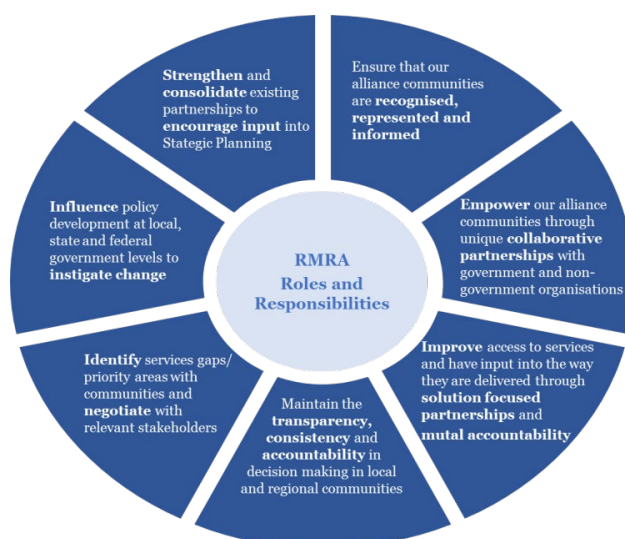 Strengthen and
consolidate existing
partnerships to
encourage input into
Stategic Planning
Ensure that our
alliance communities
are recognised,
represented and
informed
Influence policy
development at local,
state and federal
government levels to
instigate change
RMRA
Roles and
Responsibilities
Empower our alliance
communities through
unique collaborative
partnerships with
government and non-
government organisations
Identify services gaps/
priority areas with
communities and
negotiate with
relevant stakeholders
Maintain the
transparency,
consistency and
accountability in
decision making in local
and regional communities
Improve access to services
and have input into the way
they are delivered through
solution focused
partnerships and
mutal accountability